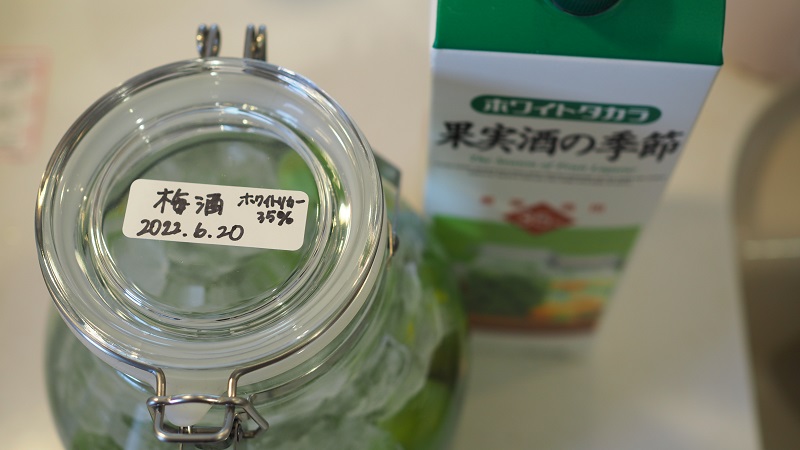 梅酒 ホワイトリカー
35%
2022.6.20
ホワイトタカラ
果実酒の季節